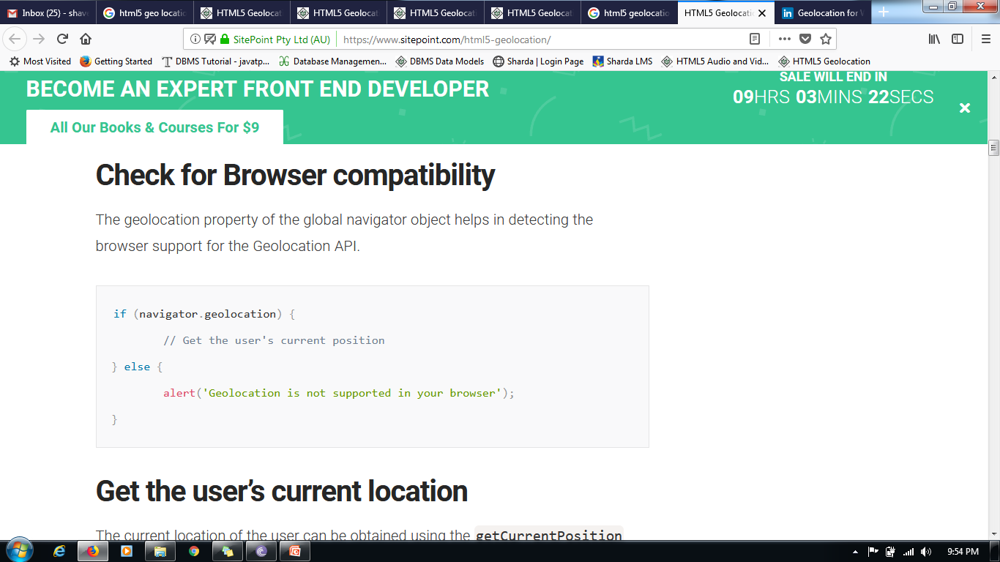 Inbox (25) - shav
html5 geo locatio
HTML5 Geolocat
HTML5 Geolocat
HTML5 Geolocati
HTML5 Geolocat
html5 geolocatio
HTML5 Geolocatio
Geolocation for W
SitePoint Pty Ltd (AU)
https://www.sitepoint.com/html5-geolocation/
Most Visited
Getting Started
DBMS Tutorial - javatp...
Database Managemen...
DBMS Data Models
Sharda | Login Page
Sharda LMS
HTML5 Audio and Vid...
HTML5 Geolocation
BECOME AN EXPERT FRONT END DEVELOPER
SALE WILL END IN
09HRS 03MINS 22SECS
All Our Books & Courses For $9
Check for Browser compatibility
The geolocation property of the global navigator object helps in detecting the
browser support for the Geolocation API.
if (navigator.geolocation) {
// Get the user's current position
} else {
alert('Geolocation is not supported in your browser');
}
Get the user’s current location
The current location of the user can be obtained using the getCurrentPosition
9:54 PM